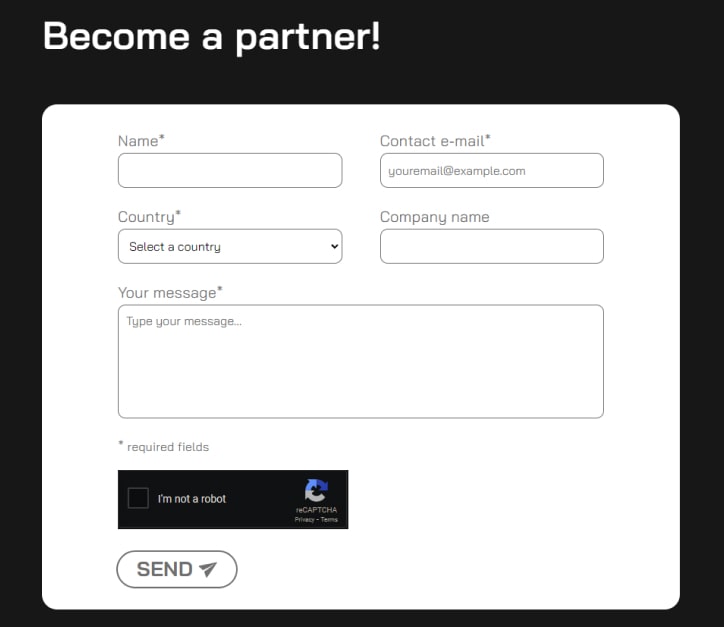 Become a partner!
Name*
Contact e-mail*
youremail@example.com
Country*
Company name
Select a country
Your message*
Type your message...
* required fields
I'm not a robot
reCAPTCHA
Privacy - Terms
SEND